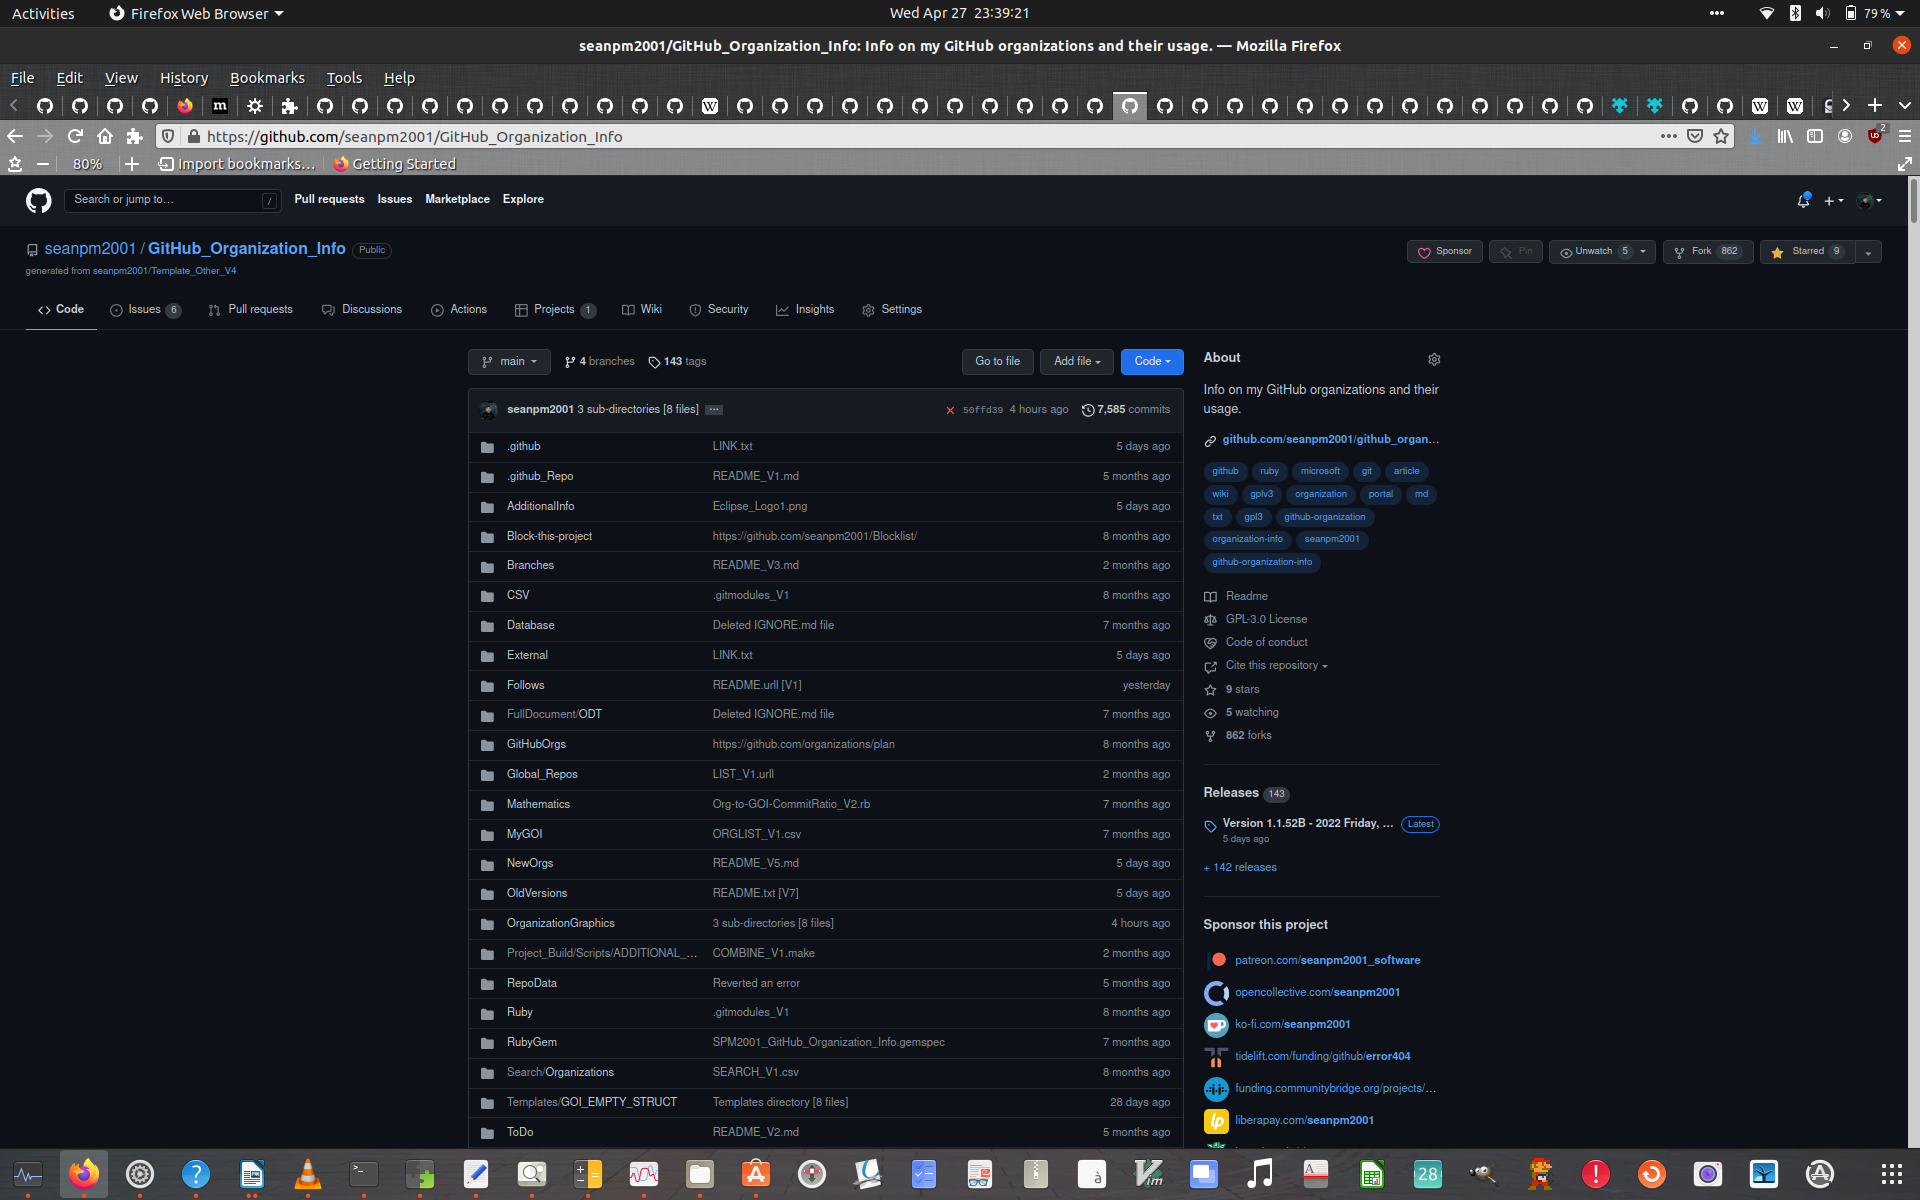 Activities Firefox Web Browser Wed Apr 27 23:39:21 79 %
seanpm2001/GitHub_Organization_Info: Info on my GitHub organizations and their usage. — Mozilla Firefox
File Edit View History Bookmarks Tools Help
https://github.com/seanpm2001/GitHub_Organization_Info 2
80% Import bookmarks... Getting Started
Search or jump to... / Pull requests Issues Marketplace Explore
seanpm2001 / GitHub_Organization_Info Public Sponsor Pin Unwatch 5 Fork 862 Starred 9
generated from seanpm2001/Template_Other_V4
Code Issues 6 Pull requests Discussions Actions Projects 1 Wiki Security Insights Settings
main 4 branches 143 tags Go to file Add file Code
seanpm2001 3 sub-directories [8 files] 50ffd39 4 hours ago 7,585 commits
.github LINK.txt 5 days ago
.github_Repo README_V1.md 5 months ago
AdditionalInfo Eclipse_Logo1.png 5 days ago
Block-this-project https://github.com/seanpm2001/Blocklist/ 8 months ago
Branches README_V3.md 2 months ago
CSV .gitmodules_V1 8 months ago
Database Deleted IGNORE.md file 7 months ago
External LINK.txt 5 days ago
Follows README.urll [V1] yesterday
FullDocument/ODT Deleted IGNORE.md file 7 months ago
GitHubOrgs https://github.com/organizations/plan 8 months ago
Global_Repos LIST_V1.urll 2 months ago
Mathematics Org-to-GOI-CommitRatio_V2.rb 7 months ago
MyGOI ORGLIST_V1.csv 7 months ago
NewOrgs README_V5.md 5 days ago
OldVersions README.txt [V7] 5 days ago
OrganizationGraphics 3 sub-directories [8 files] 4 hours ago
Project_Build/Scripts/ADDITIONAL_... COMBINE_V1.make 2 months ago
RepoData Reverted an error 5 months ago
Ruby .gitmodules_V1 8 months ago
RubyGem SPM2001_GitHub_Organization_Info.gemspec 7 months ago
Search/Organizations SEARCH_V1.csv 8 months ago
Templates/GOI_EMPTY_STRUCT Templates directory [8 files] 28 days ago
ToDo README_V2.md 5 months ago
About
Info on my GitHub organizations and their
usage.
github.com/seanpm2001/github_organ...
github ruby microsoft git article
wiki gplv3 organization portal md
txt gpl3 github-organization
organization-info seanpm2001
github-organization-info
Readme
GPL-3.0 License
Code of conduct
Cite this repository
9 stars
5 watching
862 forks
Releases 143
Version 1.1.52B - 2022 Friday, ... Latest
5 days ago
+ 142 releases
Sponsor this project
patreon.com/seanpm2001_software
opencollective.com/seanpm2001
ko-fi.com/seanpm2001
tidelift.com/funding/github/error404
funding.communitybridge.org/projects/...
liberapay.com/seanpm2001
28